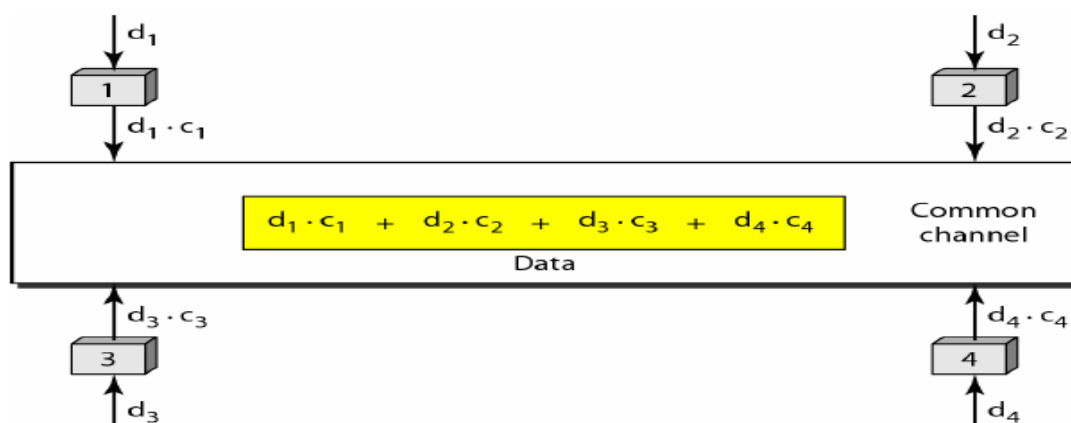 d₁ d₂
1 2
d₁ · c₁ d₂ · c₂
d₁ · c₁ + d₂ · c₂ + d₃ · c₃ + d₄ · c₄
Common
channel
Data
d₃ · c₃ d₄ · c₄
3 4
d₃ d₄